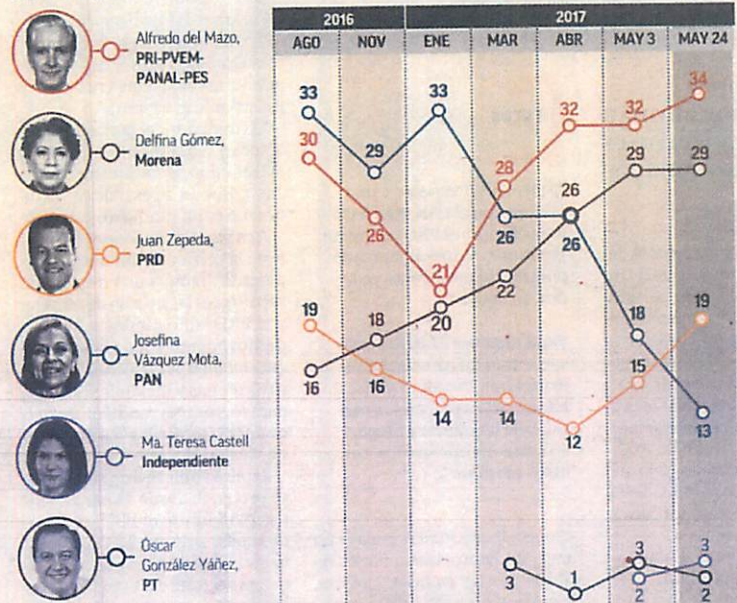 2016 2017
AGO NOV ENE MAR ABR MAY 3 MAY 24
Alfredo del Mazo,
PRI-PVEM-
PANAL-PES
Delfina Gómez,
Morena
Juan Zepeda,
PRD
Josefina
Vázquez Mota,
PAN
Ma. Teresa Castell
Independiente
Óscar
González Yáñez,
PT
33 33 34
30 29 32 32
28 29 29
26 26 26 26
21 22
19 20 19
18 18
16 16 15
14 14 12 13
3 3
3 1 2 2